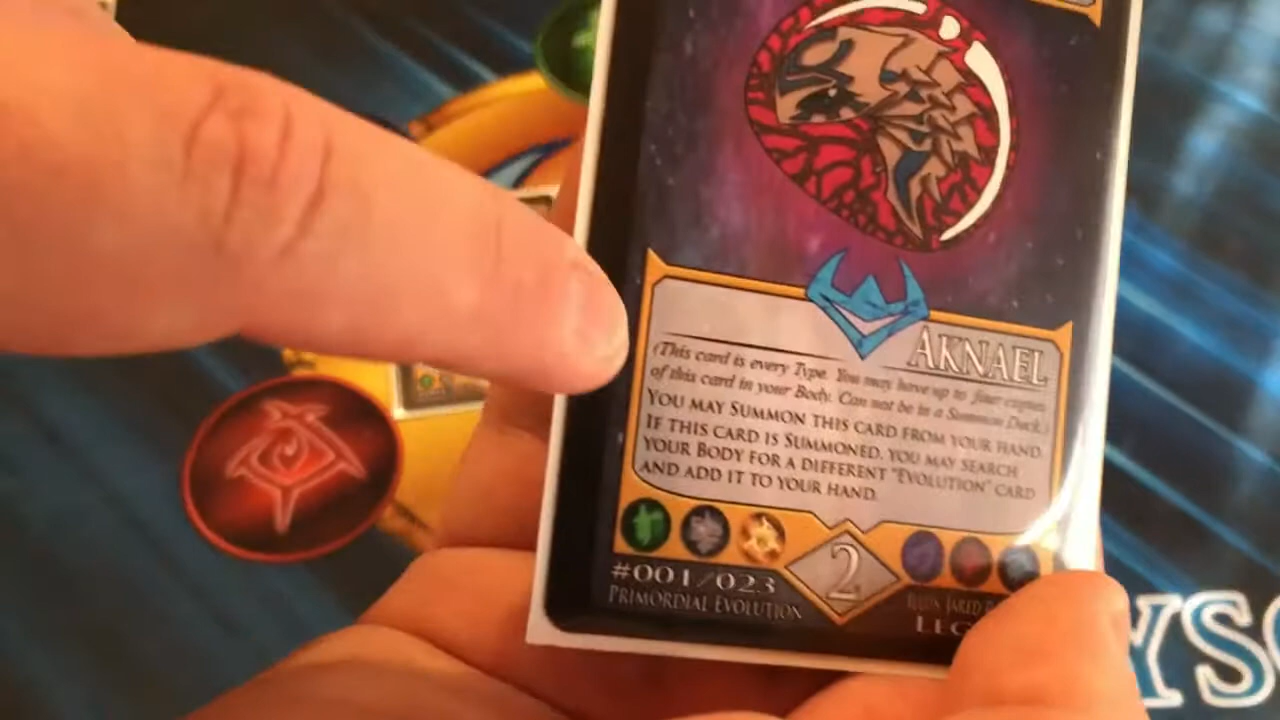 AKNAEL
(This card is every Type. You may have up to four copies
of this card in your Body. Can not be in a Summon Deck.)
YOU MAY SUMMON THIS CARD FROM YOUR HAND.
IF THIS CARD IS SUMMONED, YOU MAY SEARCH
YOUR BODY FOR A DIFFERENT "EVOLUTION" CARD
AND ADD IT TO YOUR HAND.
2
#001/023
PRIMORDIAL EVOLUTION
ILLUS. JARED